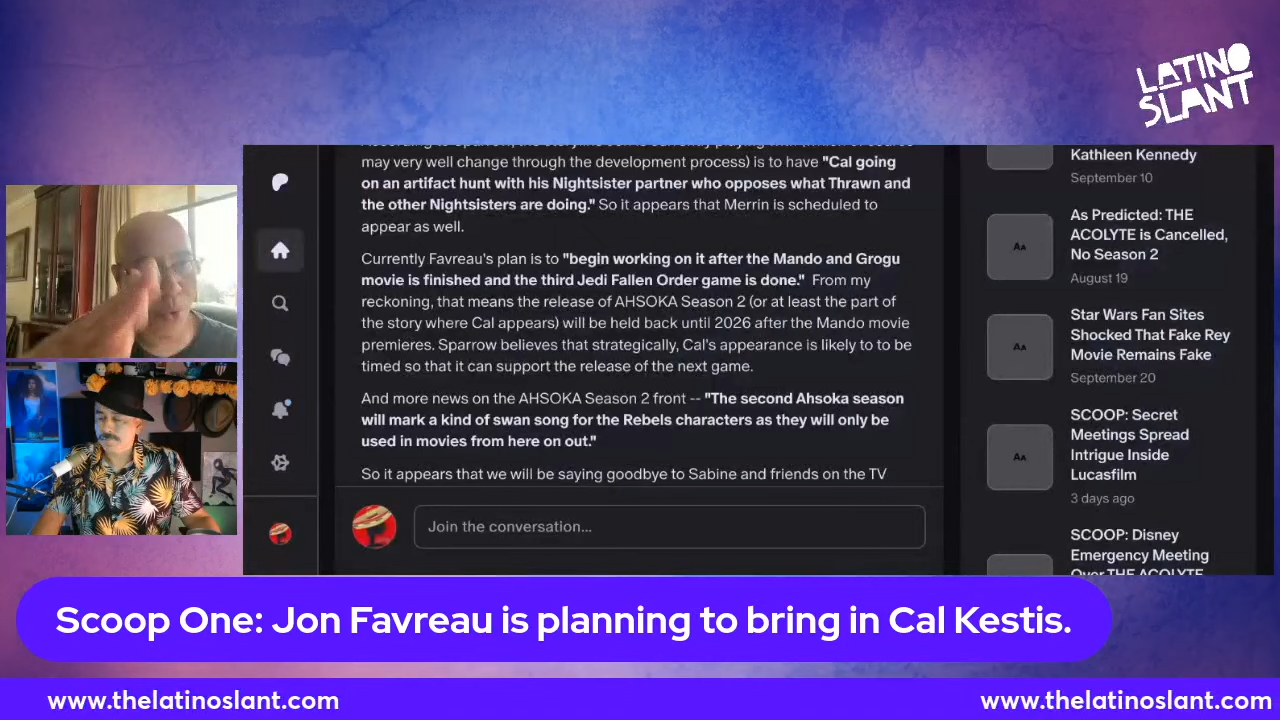 LATINO
SLANT
may very well change through the development process) is to have "Cal going
on an artifact hunt with his Nightsister partner who opposes what Thrawn and
the other Nightsisters are doing." So it appears that Merrin is scheduled to
appear as well.
Currently Favreau's plan is to "begin working on it after the Mando and Grogu
movie is finished and the third Jedi Fallen Order game is done." From my
reckoning, that means the release of AHSOKA Season 2 (or at least the part of
the story where Cal appears) will be held back until 2026 after the Mando movie
premieres. Sparrow believes that strategically, Cal's appearance is likely to to be
timed so that it can support the release of the next game.
And more news on the AHSOKA Season 2 front -- "The second Ahsoka season
will mark a kind of swan song for the Rebels characters as they will only be
used in movies from here on out."
So it appears that we will be saying goodbye to Sabine and friends on the TV
Join the conversation...
Kathleen Kennedy
September 10
AA
As Predicted: THE
ACOLYTE is Cancelled,
No Season 2
August 19
AA
Star Wars Fan Sites
Shocked That Fake Rey
Movie Remains Fake
September 20
AA
SCOOP: Secret
Meetings Spread
Intrigue Inside
Lucasfilm
3 days ago
SCOOP: Disney
Emergency Meeting
Over THE ACOLYTE
Scoop One: Jon Favreau is planning to bring in Cal Kestis.
www.thelatinoslant.com
www.thelatinoslant.com